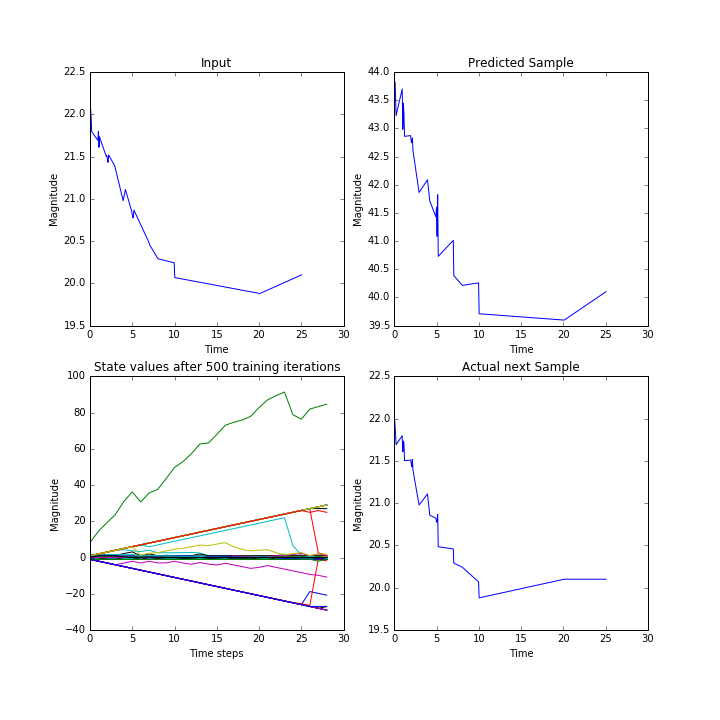 Input
Magnitude
22.5
22.0
21.5
21.0
20.5
20.0
19.5
0 5 10 15 20 25 30
Time
Predicted Sample
Magnitude
44.0
43.5
43.0
42.5
42.0
41.5
41.0
40.5
40.0
39.5
0 5 10 15 20 25 30
Time
State values after 500 training iterations
Magnitude
100
80
60
40
20
0
−20
−40
0 5 10 15 20 25 30
Time steps
Actual next Sample
Magnitude
22.5
22.0
21.5
21.0
20.5
20.0
19.5
0 5 10 15 20 25 30
Time